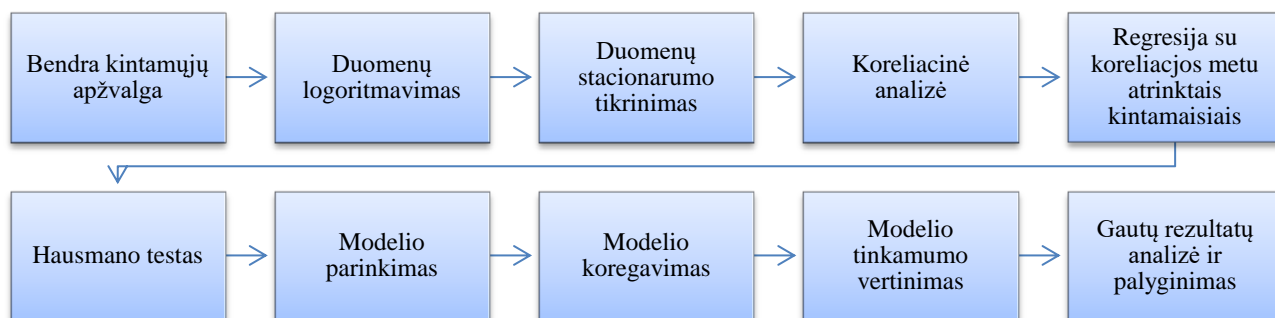 Bendra kintamųjų
apžvalga
Duomenų
logoritmavimas
Duomenų
stacionarumo
tikrinimas
Koreliacinė
analizė
Regresija su
koreliacjos metu
atrinktais
kintamaisiais
Hausmano testas
Modelio
parinkimas
Modelio
koregavimas
Modelio
tinkamumo
vertinimas
Gautų rezultatų
analizė ir
palyginimas